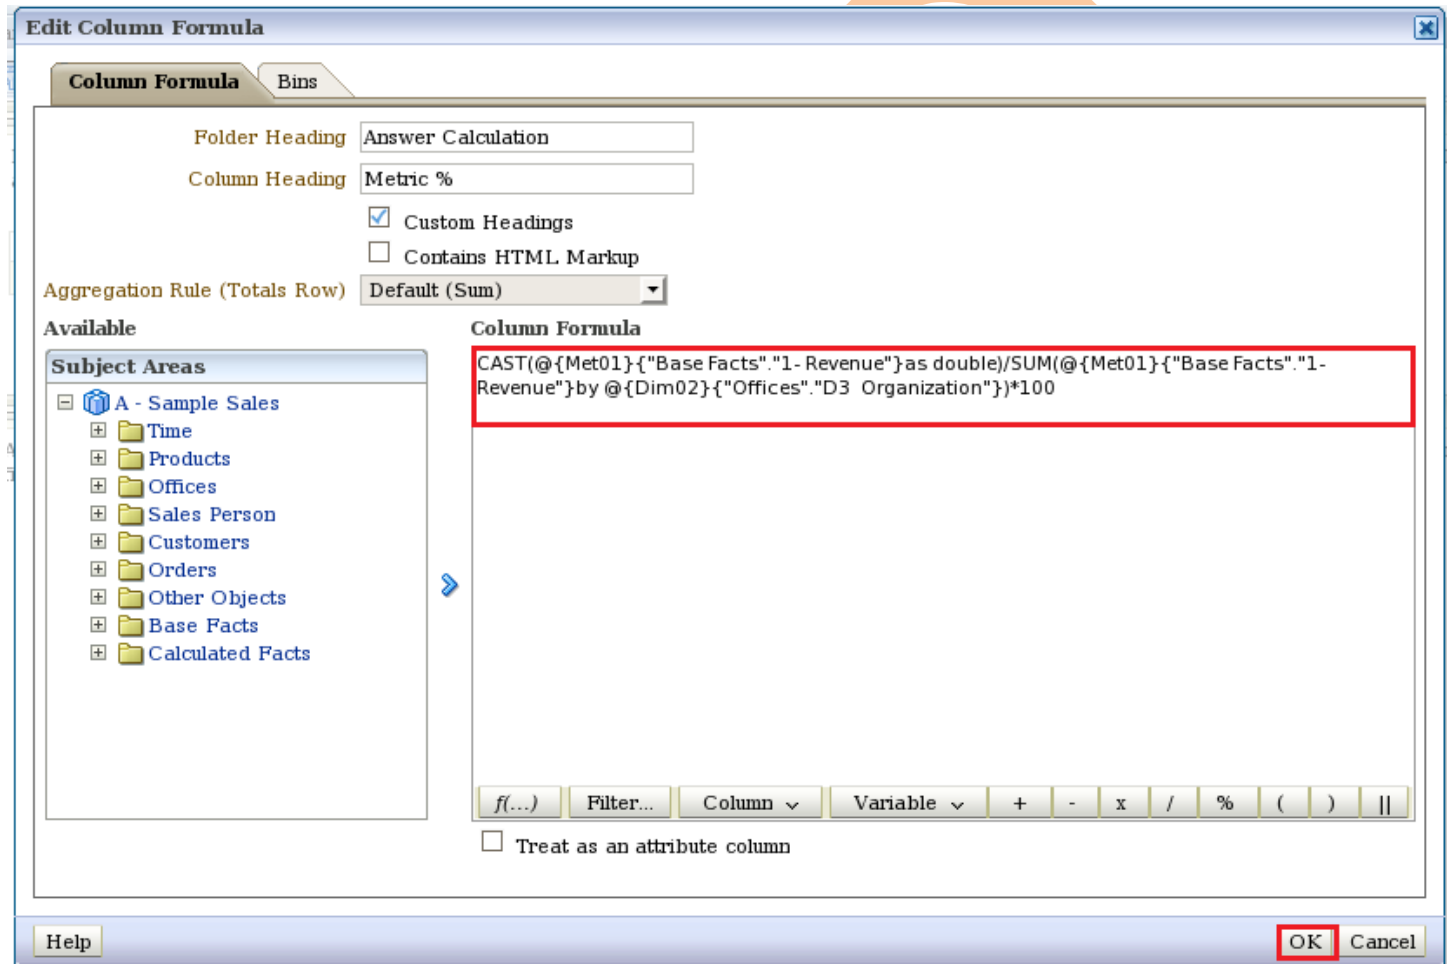 Edit Column Formula
Column Formula
Bins
Folder Heading
Answer Calculation
Column Heading
Metric %
Custom Headings
Contains HTML Markup
Aggregation Rule (Totals Row)
Default (Sum)
Available
Column Formula
Subject Areas
A - Sample Sales
Time
Products
Offices
Sales Person
Customers
Orders
Other Objects
Base Facts
Calculated Facts
CAST(@{Met01}{"Base Facts"."1- Revenue"}as double)/SUM(@{Met01}{"Base Facts"."1-
Revenue"}by @{Dim02}{"Offices"."D3  Organization"})*100
f(...)
Filter...
Column
Variable
+
-
x
/
%
(
)
||
Treat as an attribute column
Help
OK
Cancel